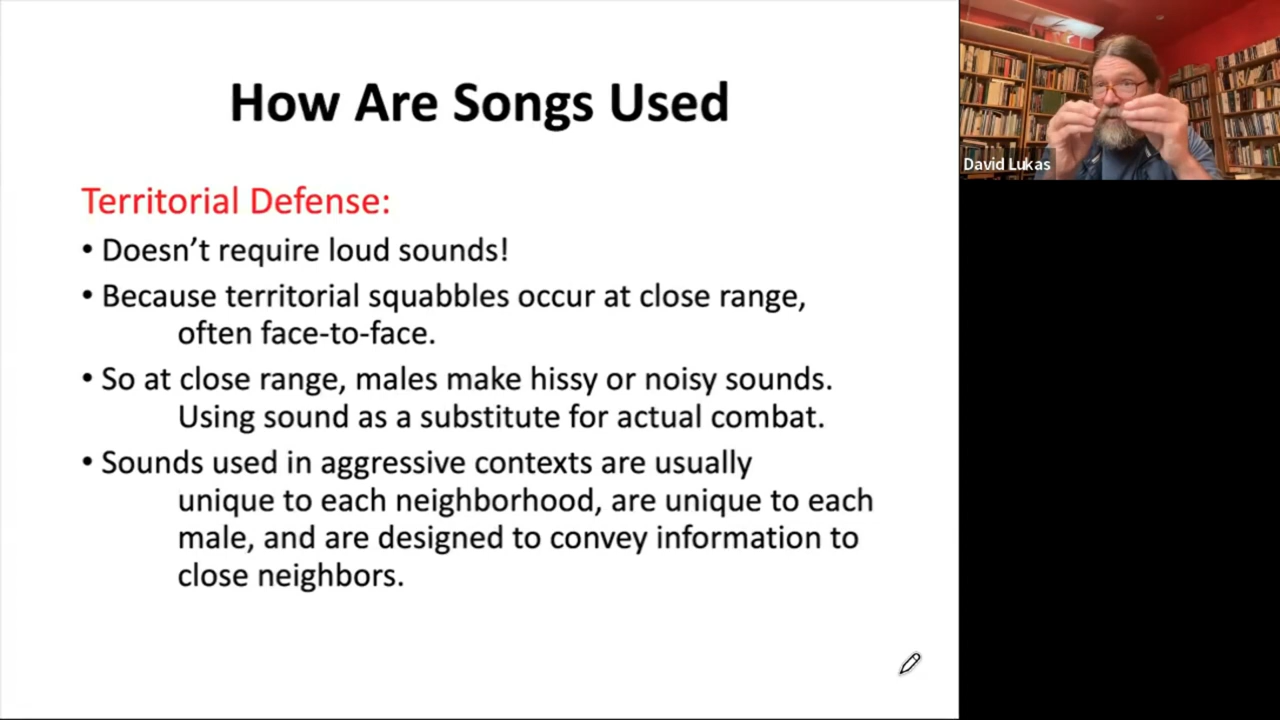 How Are Songs Used
Territorial Defense:
• Doesn’t require loud sounds!
• Because territorial squabbles occur at close range,
often face-to-face.
• So at close range, males make hissy or noisy sounds.
Using sound as a substitute for actual combat.
• Sounds used in aggressive contexts are usually
unique to each neighborhood, are unique to each
male, and are designed to convey information to
close neighbors.
David Lukas